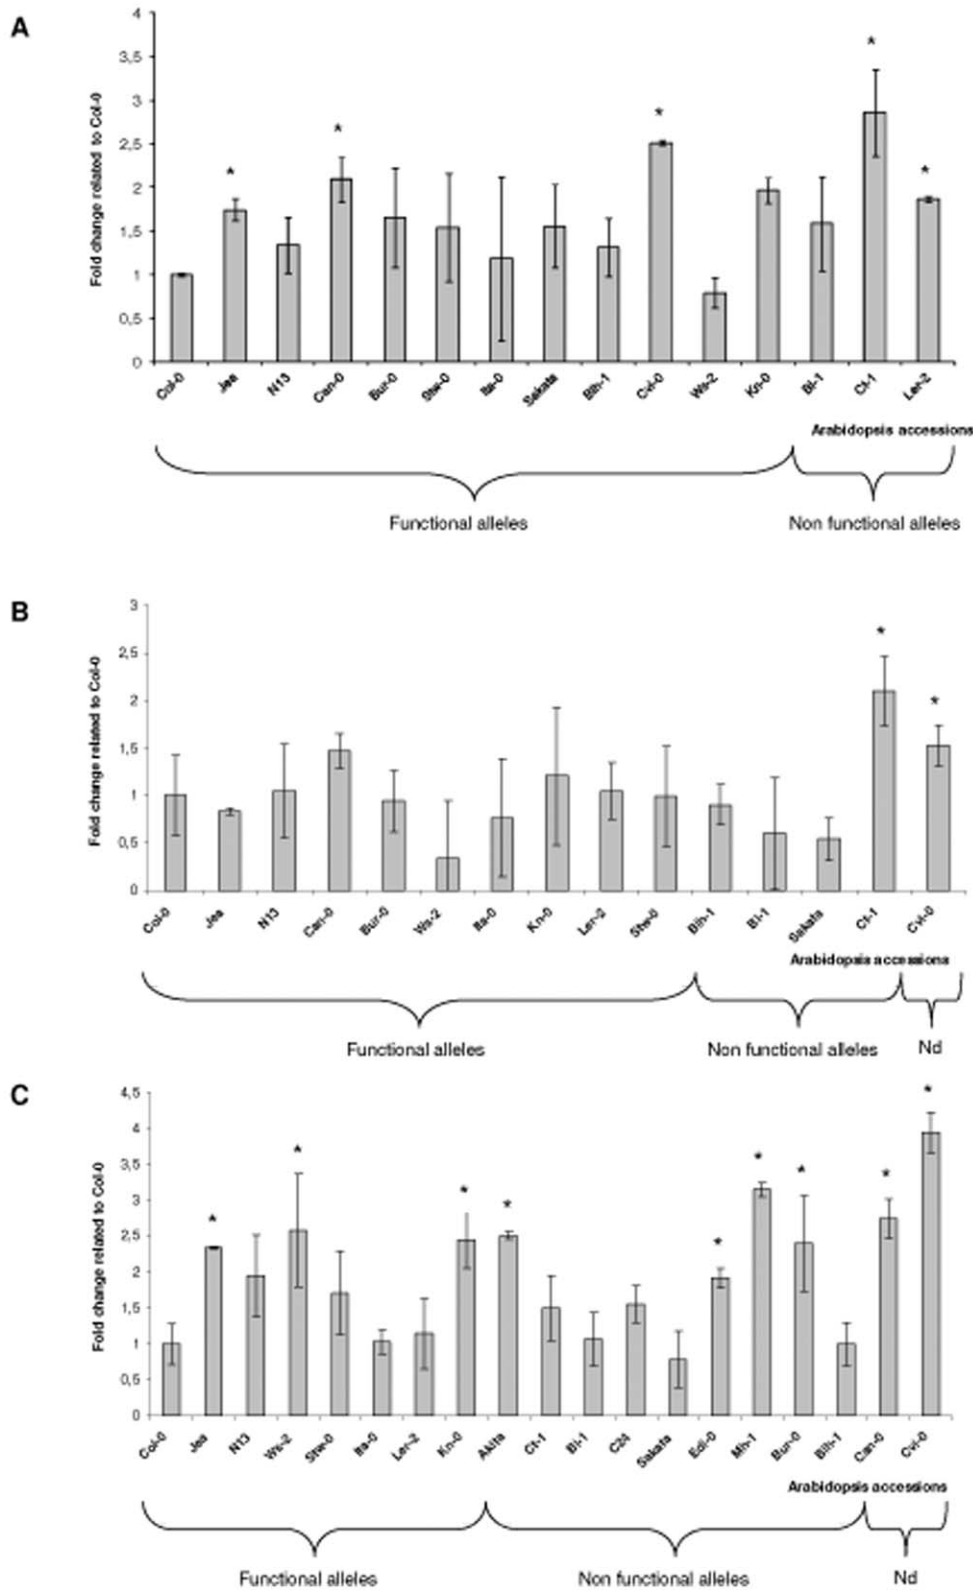 A
Fold change related to Col-0
4
3,5
3
2,5
2
1,5
1
0,5
0
* * * * *
Col-0 Jea N13 Can-0 Bur-0 Stw-0 Ita-0 Sakata Blh-1 Cvi-0 Ws-2 Kn-0 Bl-1 Ct-1 Ler-2
Arabidopsis accessions
Functional alleles Non functional alleles
B
Fold change related to Col-0
3
2,5
2
1,5
1
0,5
0
* *
Col-0 Jea N13 Can-0 Bur-0 Ws-2 Ita-0 Kn-0 Ler-2 Stw-0 Blh-1 Bl-1 Sakata Ct-1 Cvi-0
Arabidopsis accessions
Functional alleles Non functional alleles Nd
C
Fold change related to Col-0
4,5
4
3,5
3
2,5
2
1,5
1
0,5
0
* * * * * * * * *
Col-0 Jea N13 Ws-2 Stw-0 Ita-0 Ler-2 Kn-0 Akita Ct-1 Bl-1 C24 Sakata Edi-0 Mh-1 Bur-0 Blh-1 Can-0 Cvi-0
Arabidopsis accessions
Functional alleles Non functional alleles Nd